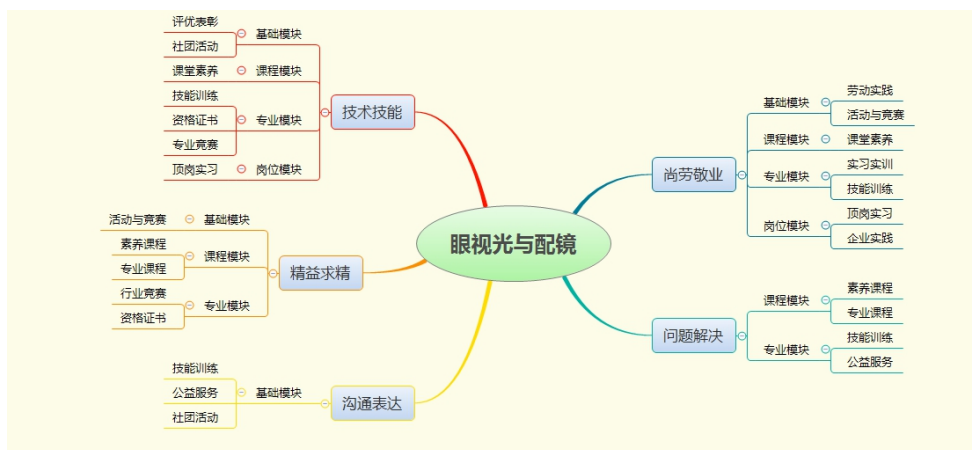 眼视光与配镜
技术技能
基础模块
评优表彰
社团活动
课程模块
课堂素养
专业模块
技能训练
资格证书
专业竞赛
岗位模块
顶岗实习
精益求精
基础模块
活动与竞赛
课程模块
素养课程
专业课程
专业模块
行业竞赛
资格证书
沟通表达
基础模块
技能训练
公益服务
社团活动
尚劳敬业
基础模块
劳动实践
活动与竞赛
课程模块
课堂素养
专业模块
实习实训
技能训练
岗位模块
顶岗实习
企业实践
问题解决
课程模块
素养课程
专业课程
专业模块
技能训练
公益服务